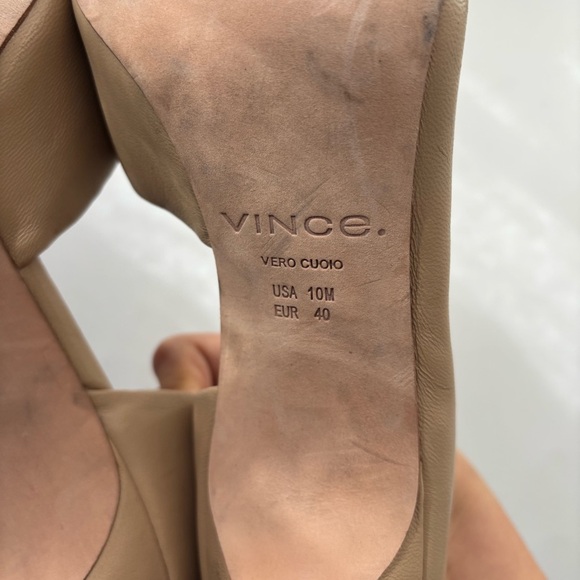 VINCE.
VERO CUOIO
USA 10M
EUR 40